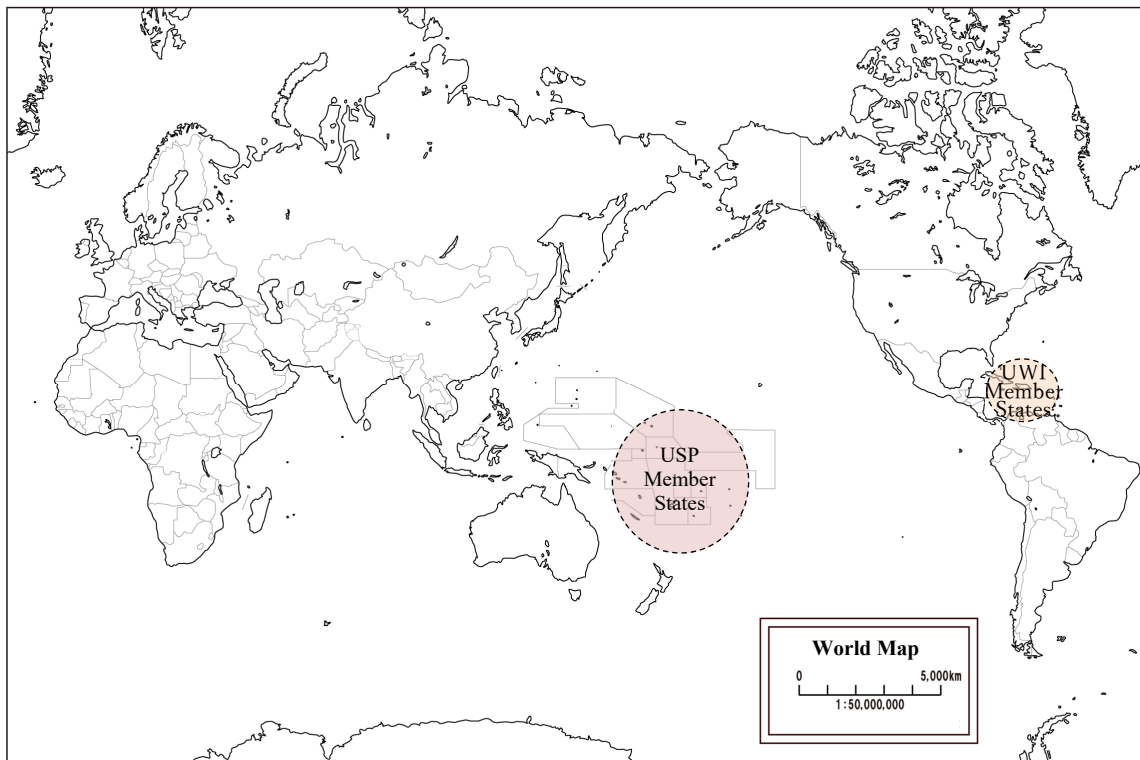 UWI
Member
States
USP
Member
States
World Map
0 5,000km
1:50,000,000